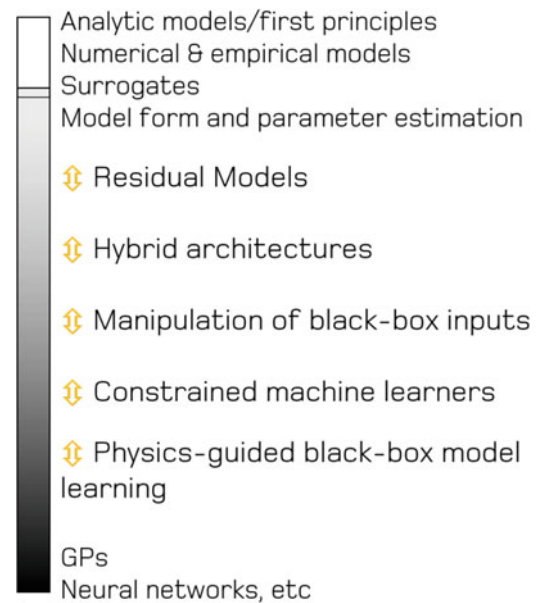 Analytic models/first principles
Numerical & empirical models
Surrogates
Model form and parameter estimation
⇕ Residual Models
⇕ Hybrid architectures
⇕ Manipulation of black-box inputs
⇕ Constrained machine learners
⇕ Physics-guided black-box model
learning
GPs
Neural networks, etc